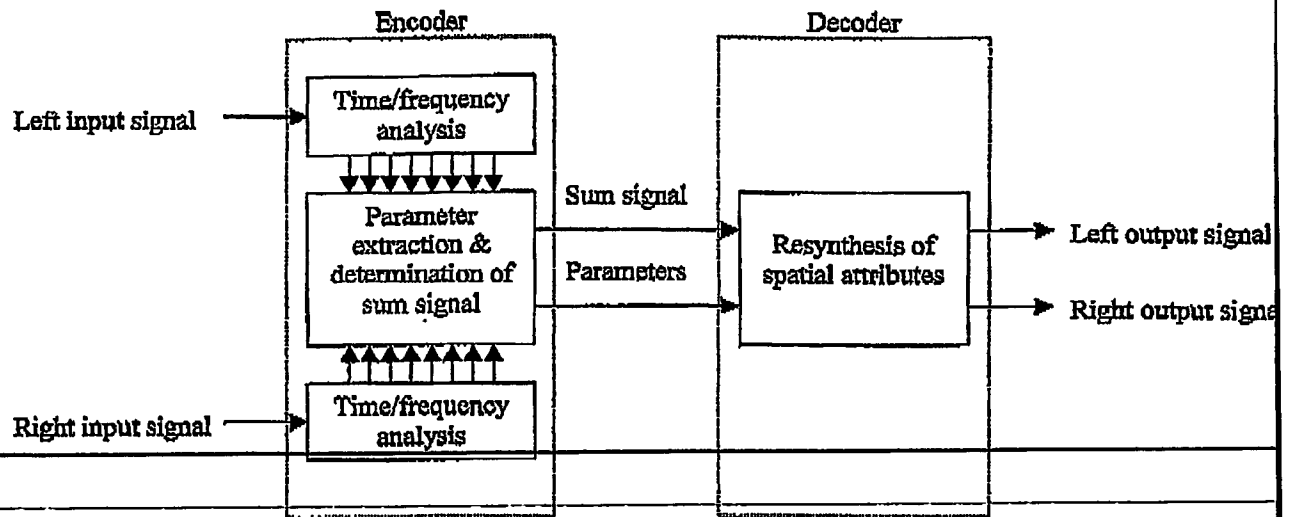 Encoder
Decoder
Time/frequency
analysis
Left input signal
Sum signal
Parameter
extraction &
determination of
sum signal
Parameters
Resynthesis of
spatial attributes
Left output signal
Right output signa
Time/frequency
analysis
Right input signal